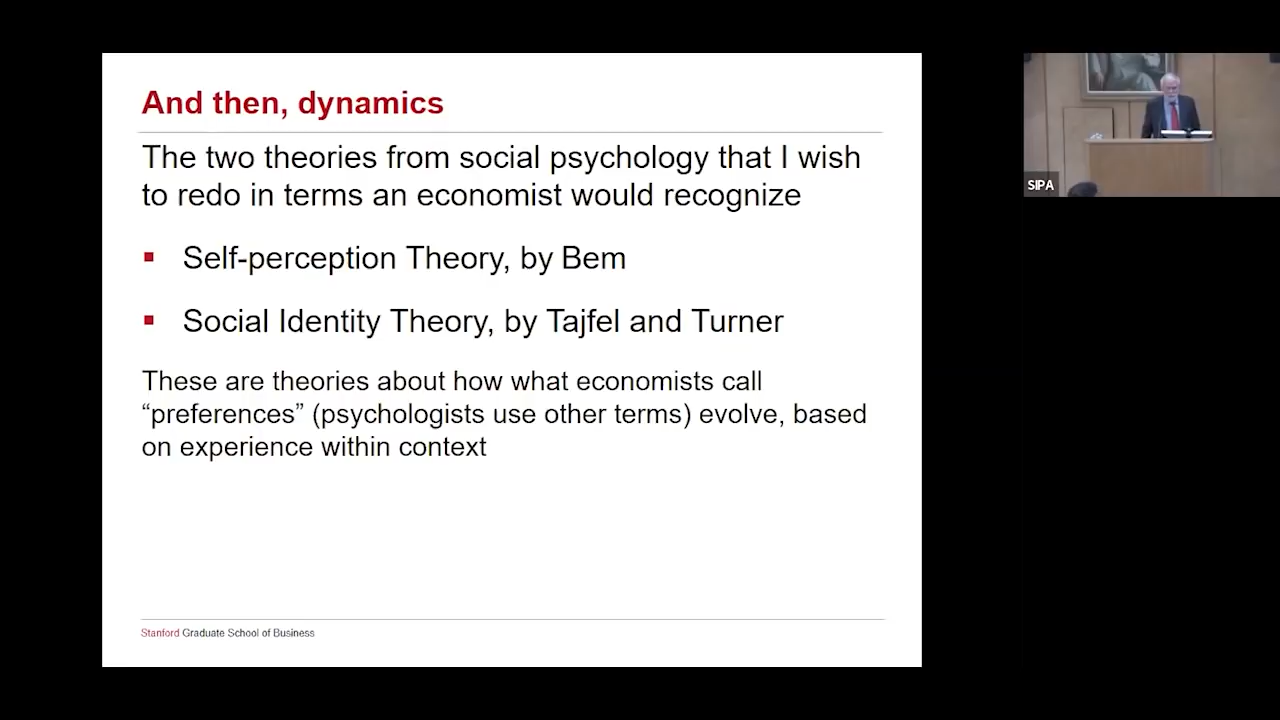 And then, dynamics
The two theories from social psychology that I wish
to redo in terms an economist would recognize
▪ Self-perception Theory, by Bem
▪ Social Identity Theory, by Tajfel and Turner
These are theories about how what economists call
“preferences” (psychologists use other terms) evolve, based
on experience within context
Stanford Graduate School of Business
SIPA